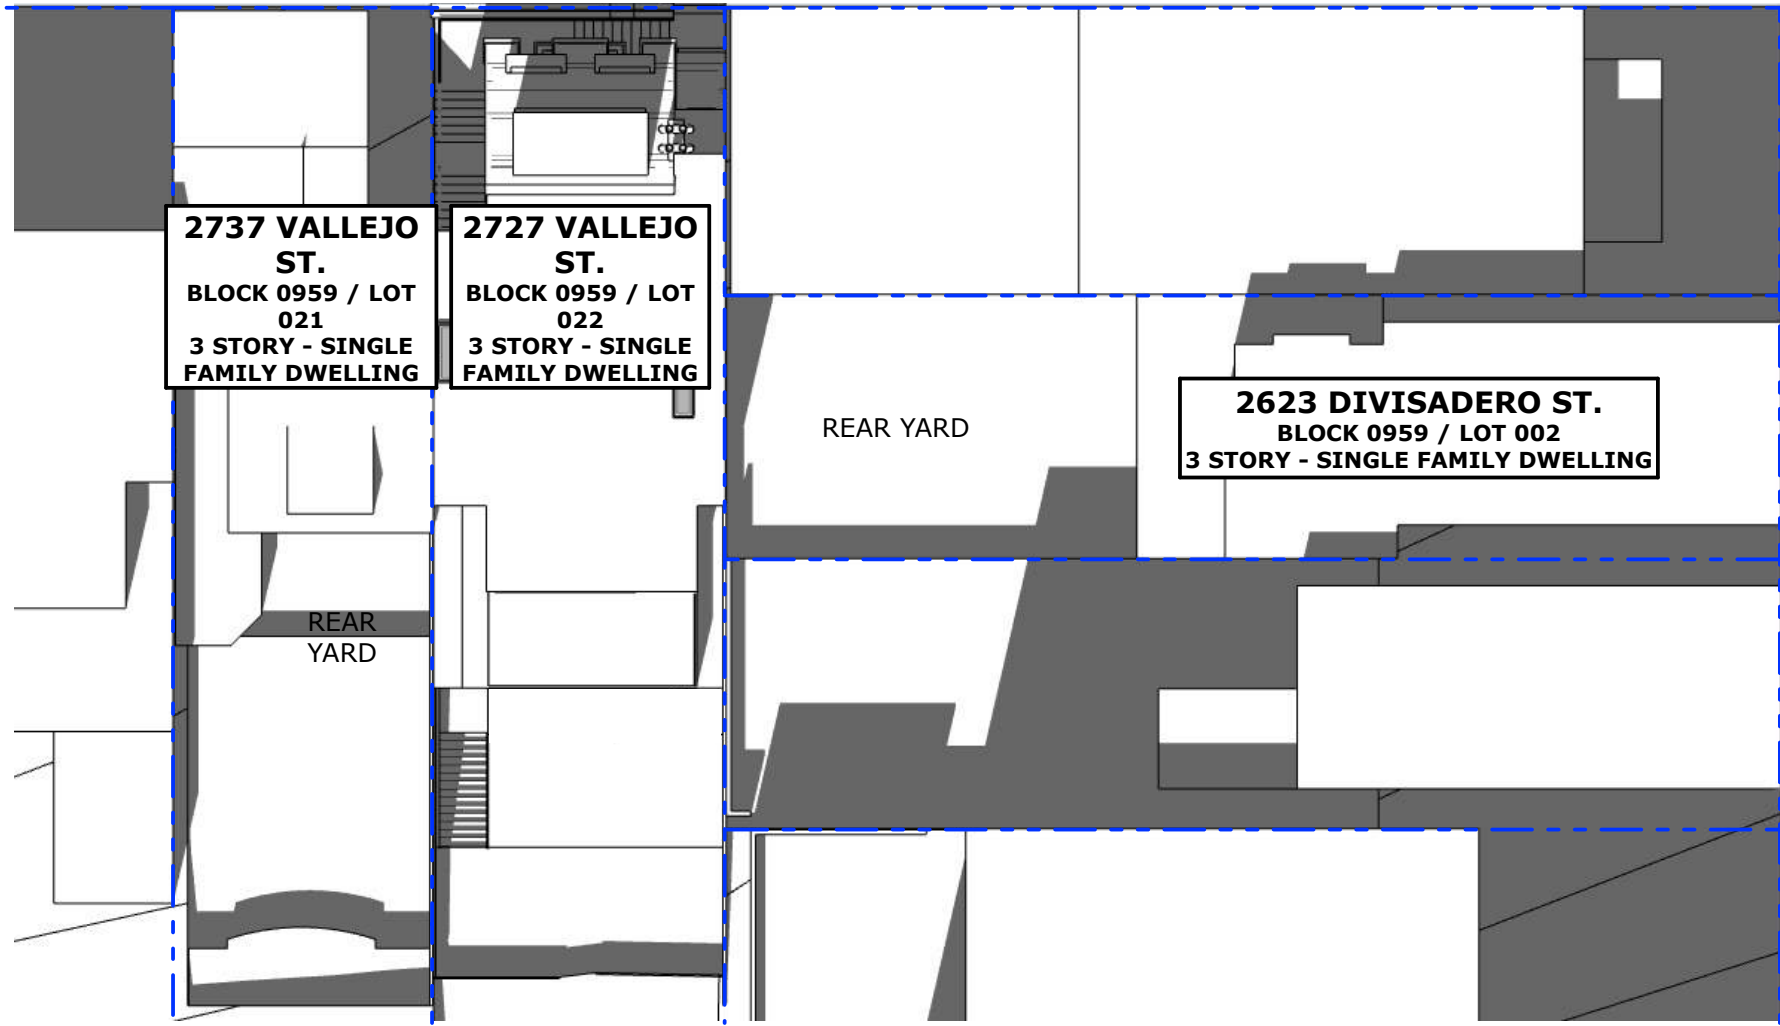 2737 VALLEJO
ST.
BLOCK 0959 / LOT
021
3 STORY - SINGLE
FAMILY DWELLING
2727 VALLEJO
ST.
BLOCK 0959 / LOT
022
3 STORY - SINGLE
FAMILY DWELLING
REAR YARD
2623 DIVISADERO ST.
BLOCK 0959 / LOT 002
3 STORY - SINGLE FAMILY DWELLING
REAR
YARD